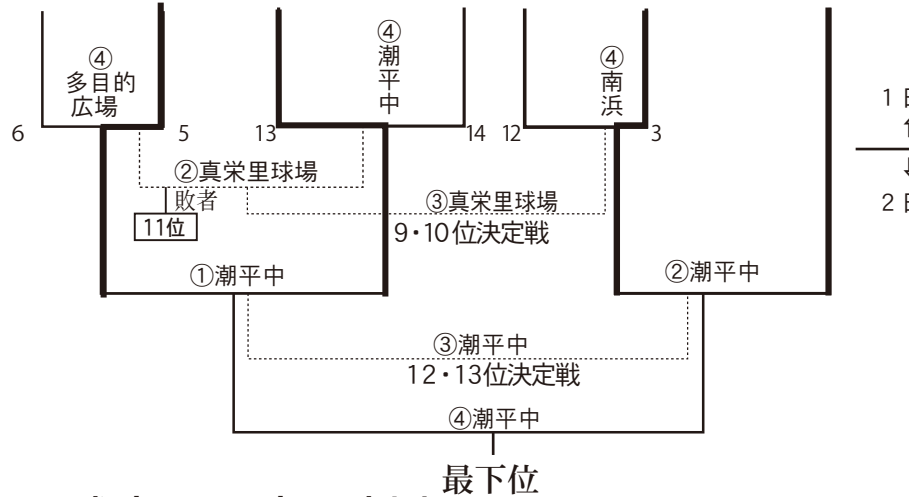 ④
多目的
広場
④
潮
平
中
④
南
浜
6
5
13
14
12
3
1
②真栄里球場
敗者
11位
③真栄里球場
9・10位決定戦
2
①潮平中
②潮平中
③潮平中
12・13位決定戦
④潮平中
最下位